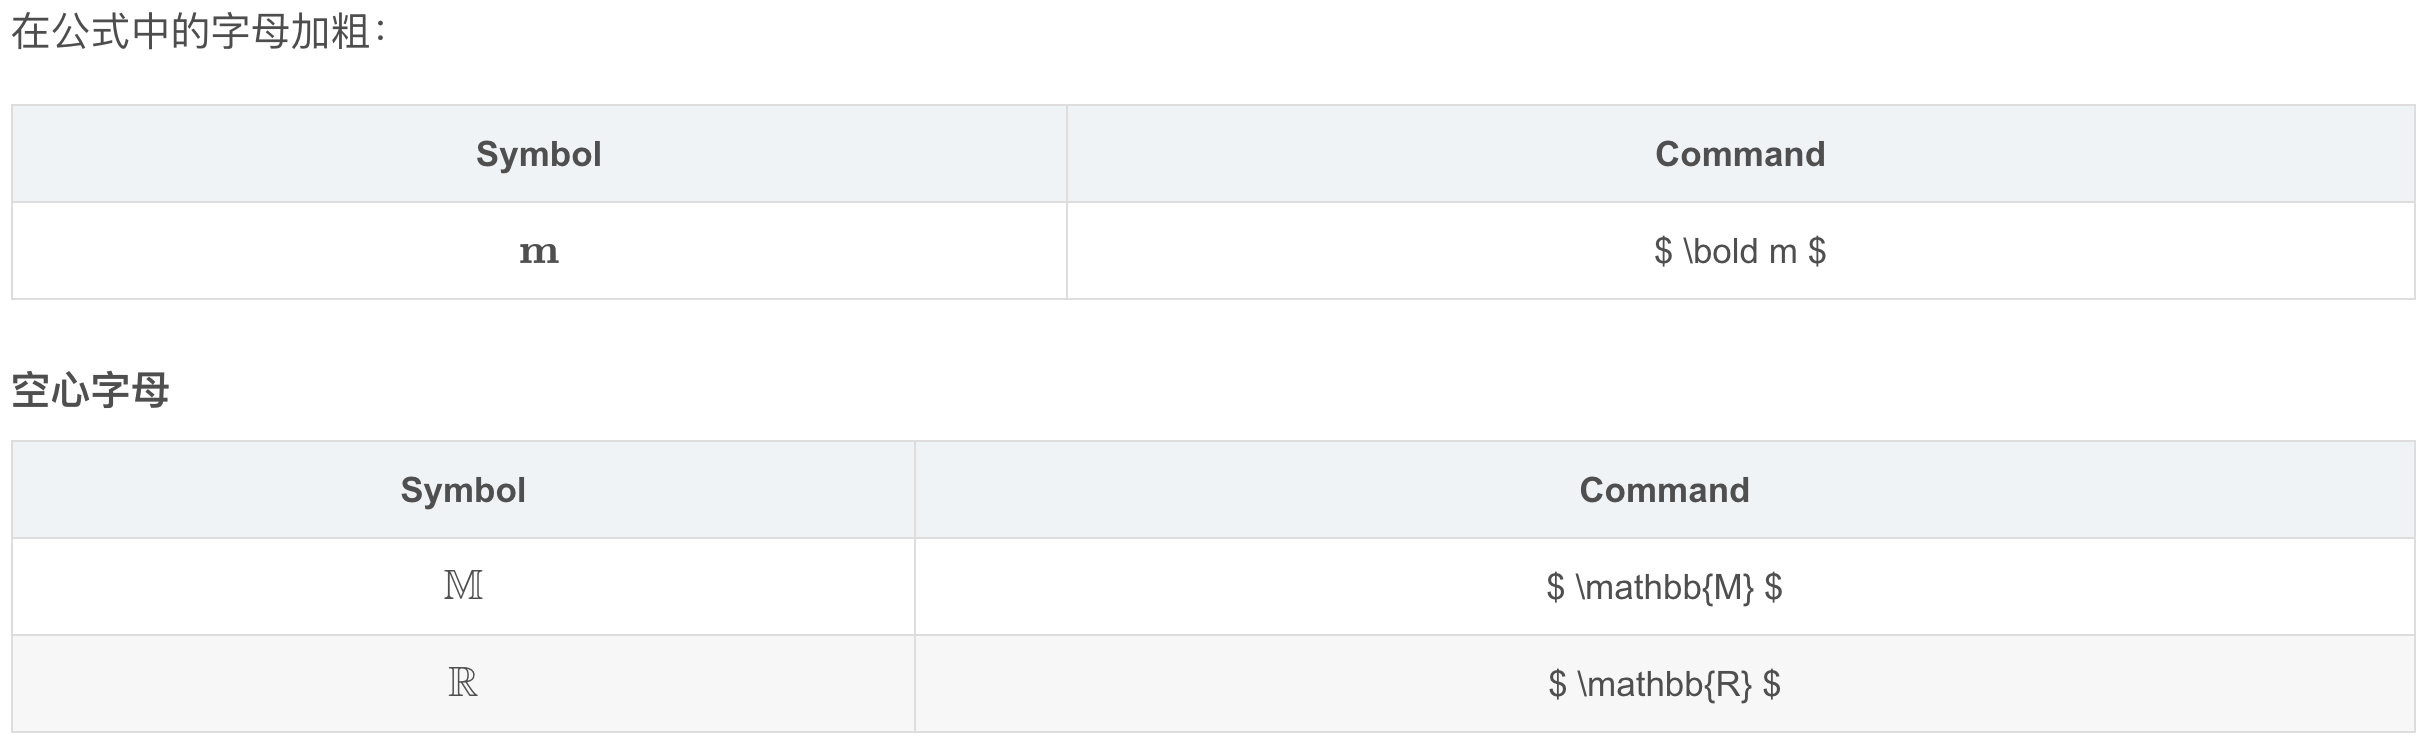 在公式中的字母加粗：
Symbol Command
m $ \bold m $
空心字母
Symbol Command
𝕄 $ \mathbb{M} $
ℝ $ \mathbb{R} $